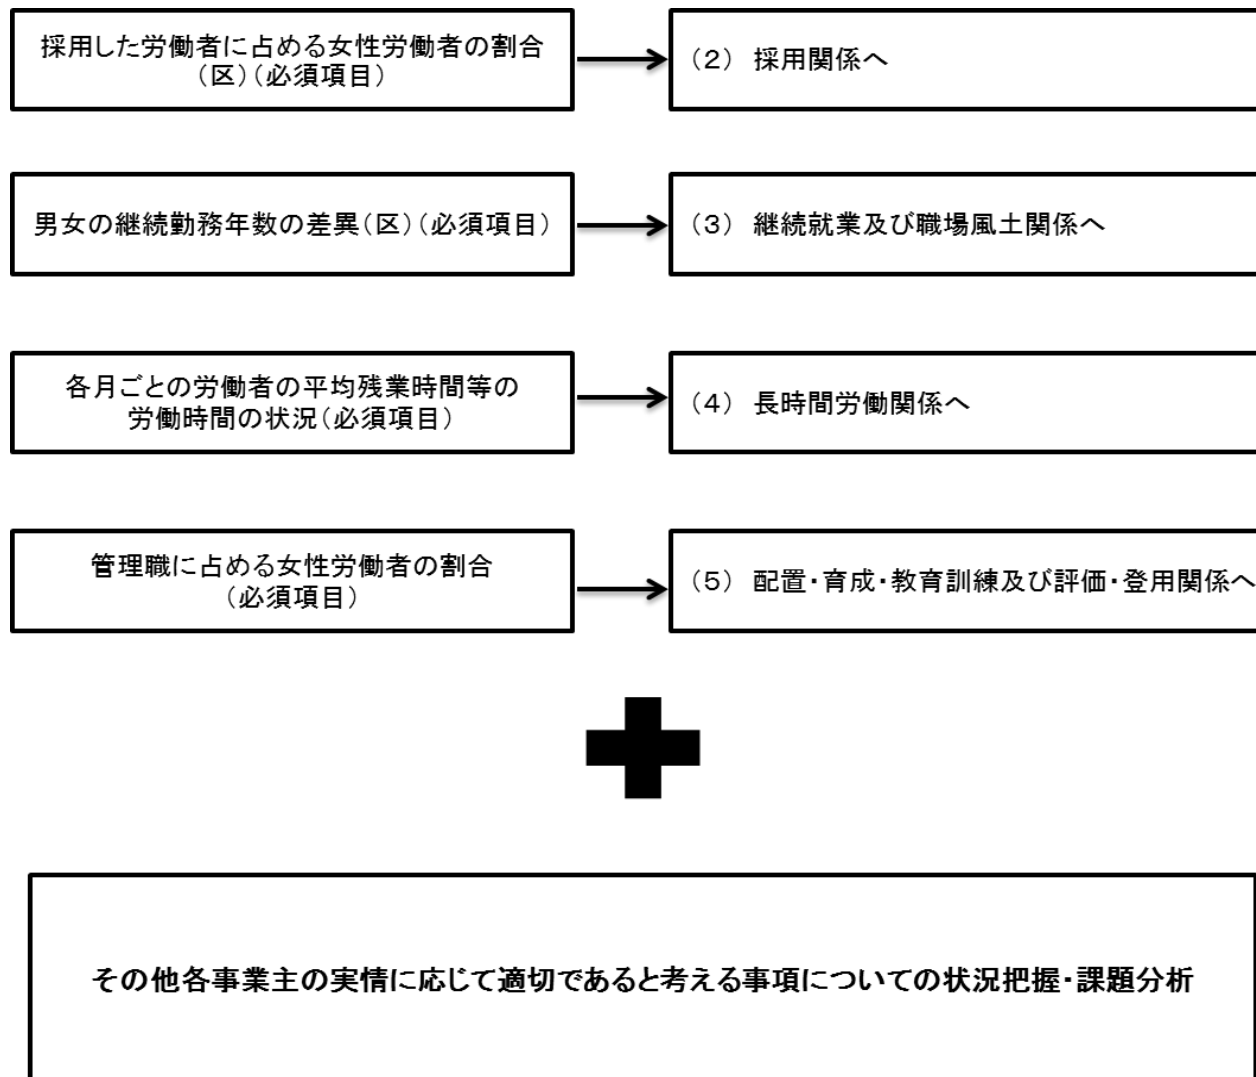 採用した労働者に占める女性労働者の割合
(区)(必須項目)
(2) 採用関係へ
男女の継続勤務年数の差異(区)(必須項目)
(3) 継続就業及び職場風土関係へ
各月ごとの労働者の平均残業時間等の
労働時間の状況(必須項目)
(4) 長時間労働関係へ
管理職に占める女性労働者の割合
(必須項目)
(5) 配置・育成・教育訓練及び評価・登用関係へ
その他各事業主の実情に応じて適切であると考える事項についての状況把握・課題分析